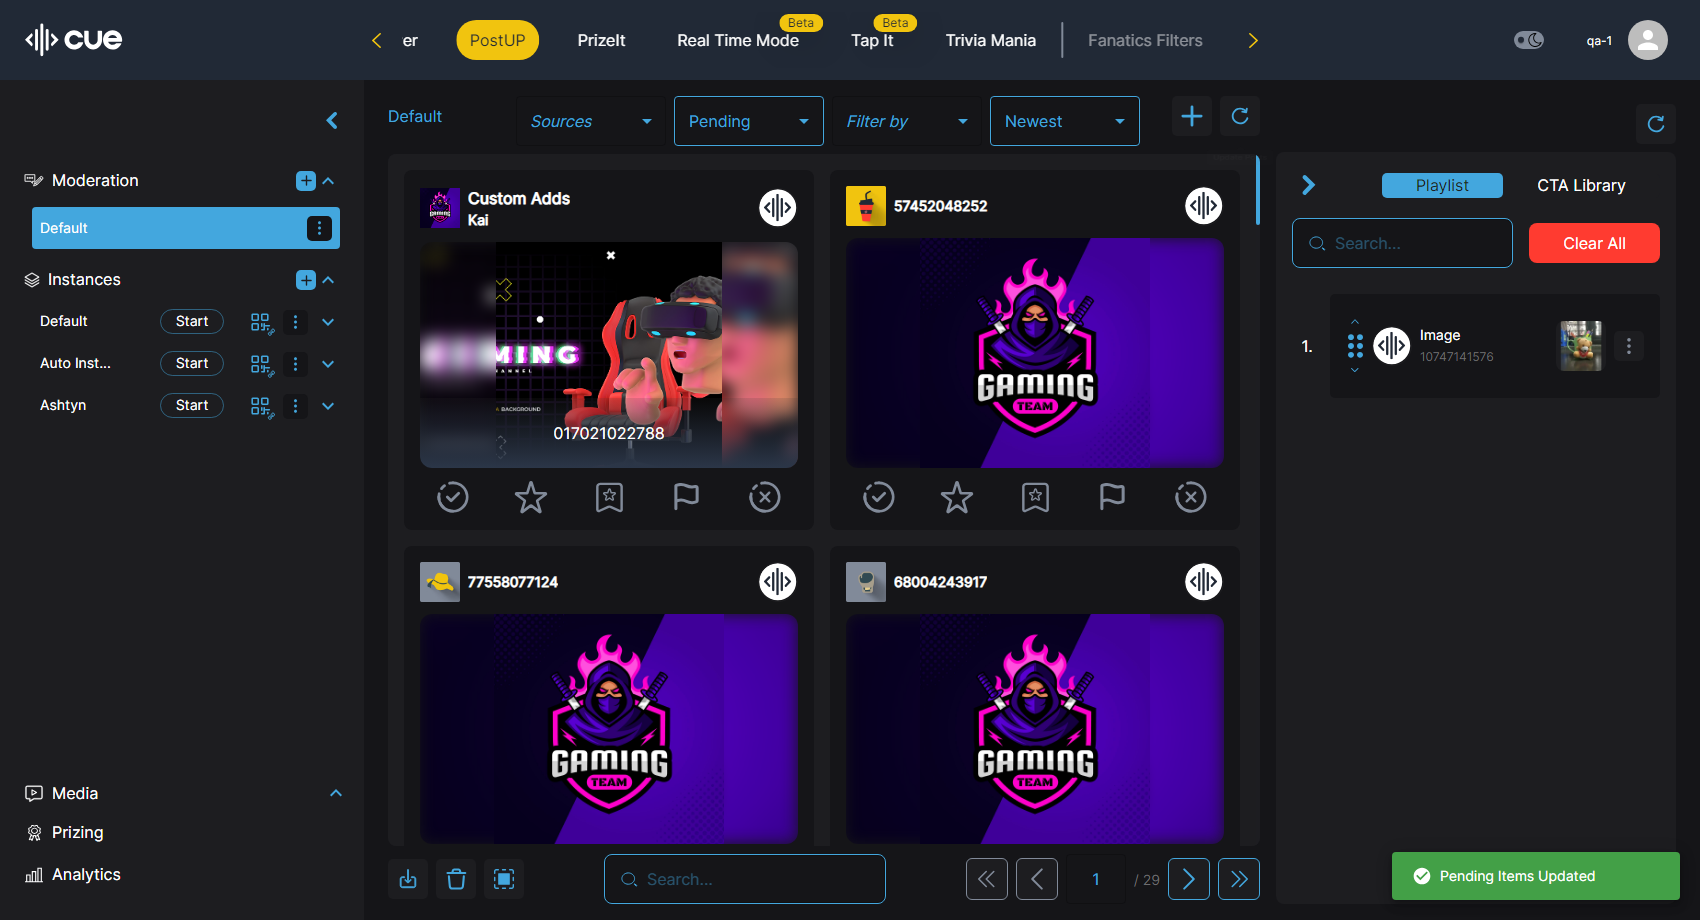 cue
er
PostUP
PrizeIt
Beta
Real Time Mode
Beta
Tap It
Trivia Mania
Fanatics Filters
qa-1
Moderation
Default
Instances
Default
Start
Auto Inst...
Start
Ashtyn
Start
Media
Prizing
Analytics
Default
Sources
Pending
Filter by
Newest
Custom Adds
Kai
MING
BACKGROUND
017021022788
57452048252
GAMING
TEAM
77558077124
GAMING
TEAM
68004243917
GAMING
TEAM
Search...
1
/ 29
Playlist
CTA Library
Search...
Clear All
1.
Image
10747141576
Pending Items Updated